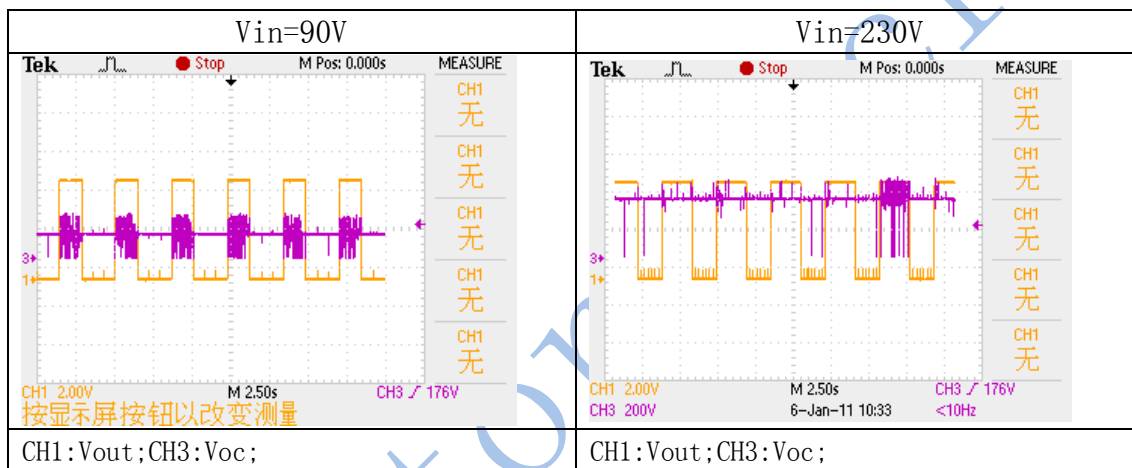 Vin=90V
Vin=230V
Tek Stop M Pos: 0.000s MEASURE
CH1
无
CH1
无
CH1
无
CH1
无
CH1
无
3
1
CH1 2.00V M 2.50s CH3 176V
按显示屏按钮以改变测量
Tek Stop M Pos: 0.000s MEASURE
CH1
无
CH1
无
CH1
无
CH1
无
CH1
无
3
1
CH1 2.00V M 2.50s CH3 176V
CH3 200V 6-Jan-11 10:33 <10Hz
CH1:Vout;CH3:Voc;
CH1:Vout;CH3:Voc;